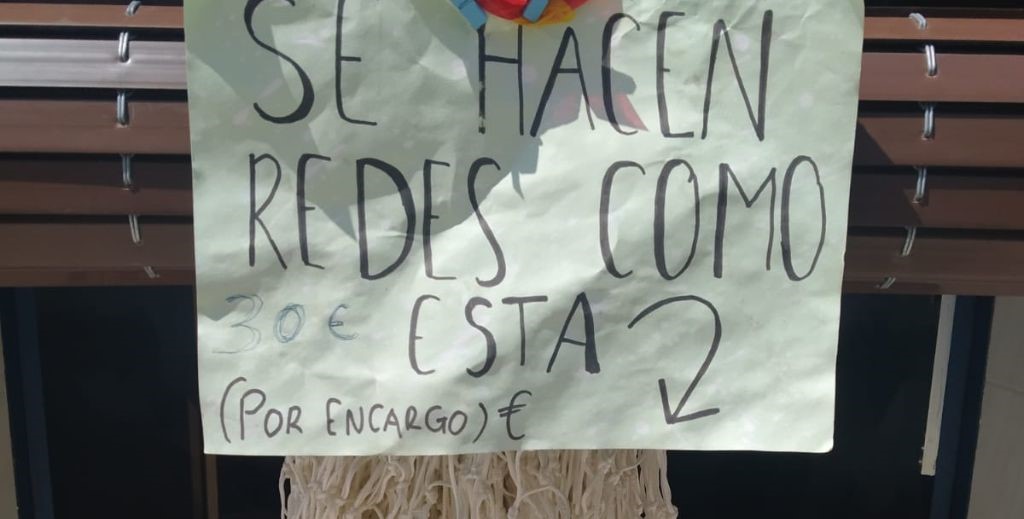 SE HACEN
REDES COMO
30€ ESTA
(POR ENCARGO) €